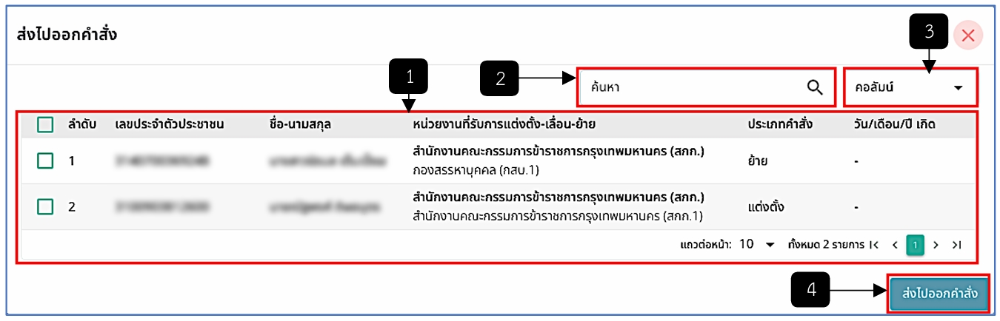 ส่งไปออกคำสั่ง
3
1
2
ค้นหา
คอลัมน์
ลำดับ เลขประจำตัวประชาชน ชื่อ-นามสกุล หน่วยงานที่รับการแต่งตั้ง-เลื่อน-ย้าย ประเภทคำสั่ง วัน/เดือน/ปี เกิด
1 สำนักงานคณะกรรมการข้าราชการกรุงเทพมหานคร (สกก.) ย้าย -
กองสรรหาบุคคล (กสบ.1)
2 สำนักงานคณะกรรมการข้าราชการกรุงเทพมหานคร (สกก.) แต่งตั้ง -
สำนักงานคณะกรรมการข้าราชการกรุงเทพมหานคร (สกก.1)
แถวต่อหน้า: 10 ทั้งหมด 2 รายการ 1
4
ส่งไปออกคำสั่ง